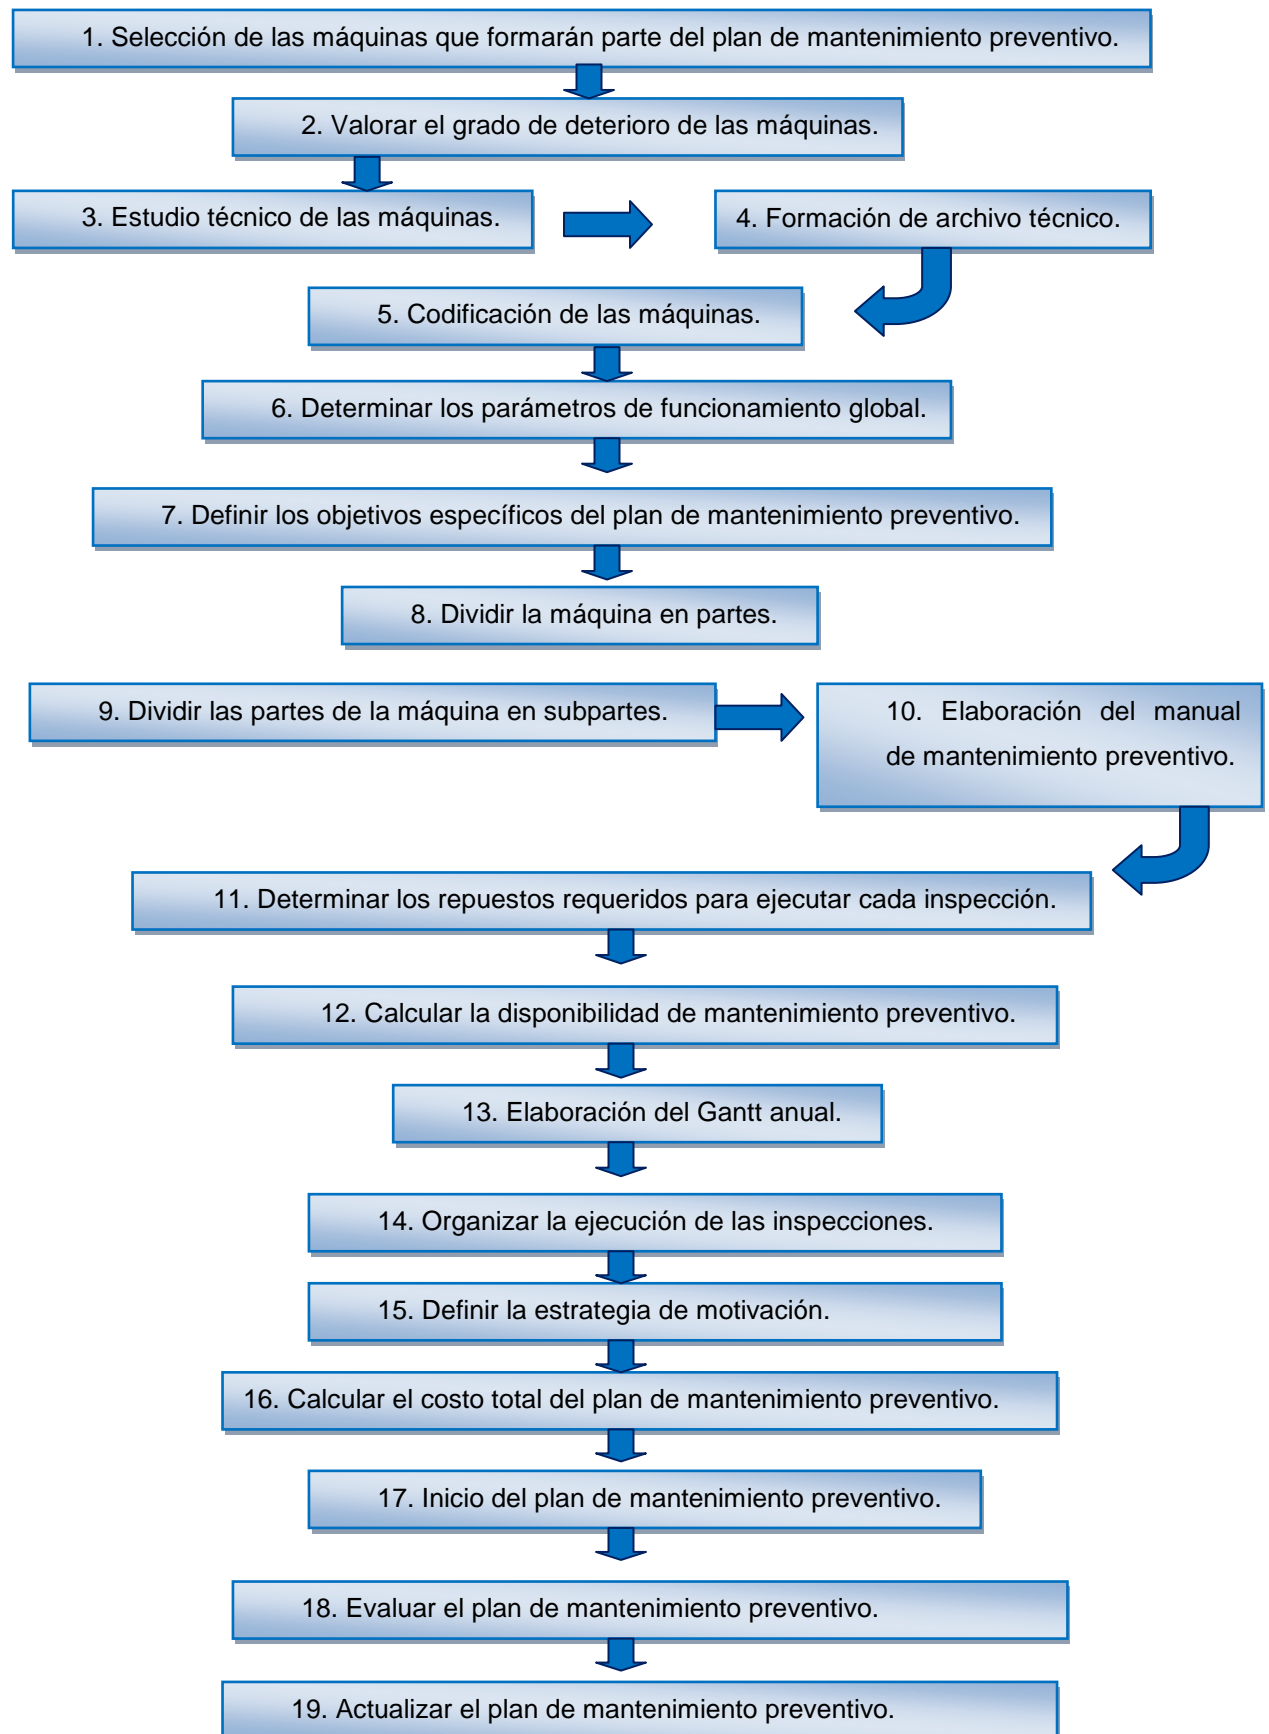 1. Selección de las máquinas que formarán parte del plan de mantenimiento preventivo.
2. Valorar el grado de deterioro de las máquinas.
3. Estudio técnico de las máquinas.
4. Formación de archivo técnico.
5. Codificación de las máquinas.
6. Determinar los parámetros de funcionamiento global.
7. Definir los objetivos específicos del plan de mantenimiento preventivo.
8. Dividir la máquina en partes.
9. Dividir las partes de la máquina en subpartes.
10. Elaboración del manual
de mantenimiento preventivo.
11. Determinar los repuestos requeridos para ejecutar cada inspección.
12. Calcular la disponibilidad de mantenimiento preventivo.
13. Elaboración del Gantt anual.
14. Organizar la ejecución de las inspecciones.
15. Definir la estrategia de motivación.
16. Calcular el costo total del plan de mantenimiento preventivo.
17. Inicio del plan de mantenimiento preventivo.
18. Evaluar el plan de mantenimiento preventivo.
19. Actualizar el plan de mantenimiento preventivo.